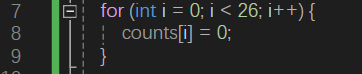 7 for (int i = 0; i < 26; i++) {
8 counts[i] = 0;
9 }